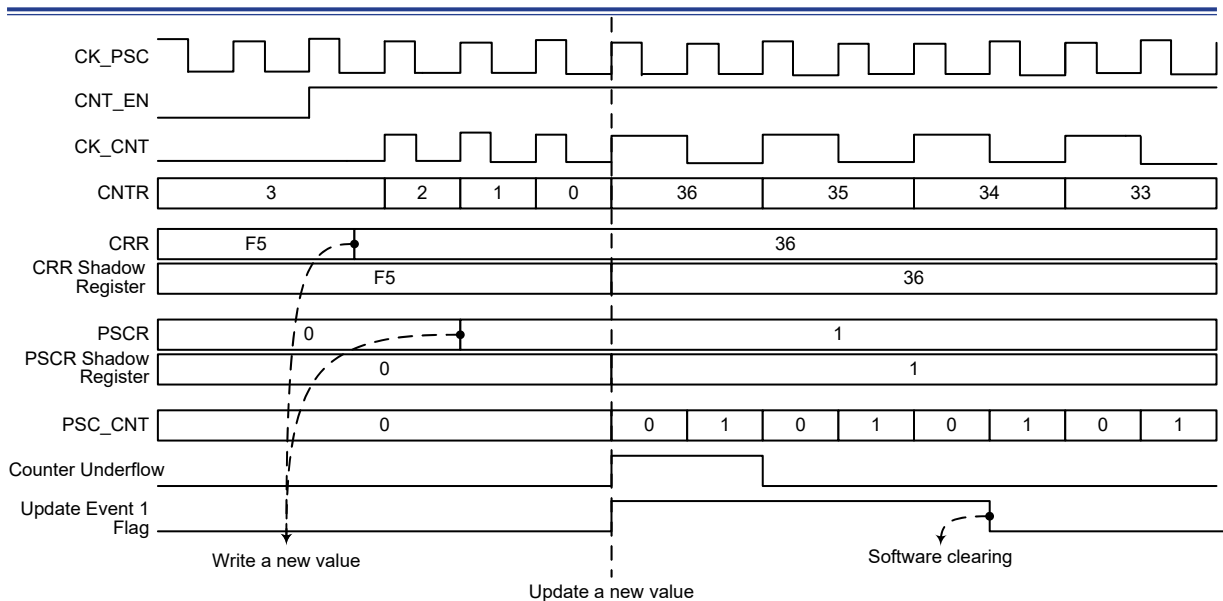 CK_PSC
CNT_EN
CK_CNT
CNTR 3 2 1 0 36 35 34 33
CRR F5 36
CRR Shadow
Register F5 36
PSCR 0 1
PSCR Shadow
Register 0 1
PSC_CNT 0 0 1 0 1 0 1 0 1
Counter Underflow
Update Event 1
Flag
Write a new value
Software clearing
Update a new value